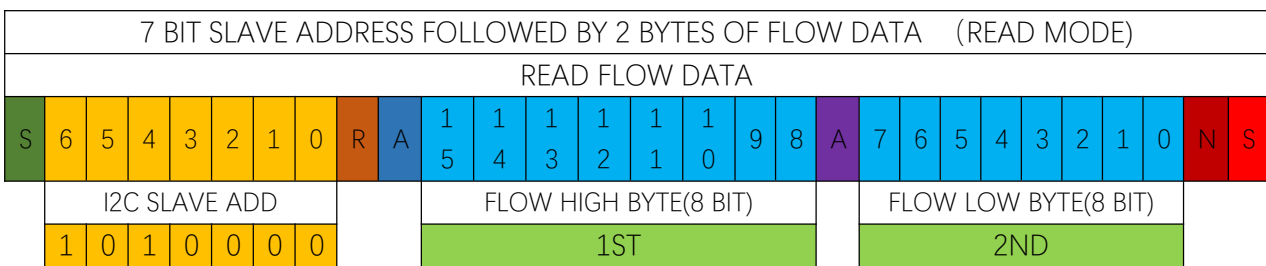 7 BIT SLAVE ADDRESS FOLLOWED BY 2 BYTES OF FLOW DATA （READ MODE）
READ FLOW DATA
S 6 5 4 3 2 1 0 R A 15 14 13 12 11 10 9 8 A 7 6 5 4 3 2 1 0 N S
I2C SLAVE ADD FLOW HIGH BYTE(8 BIT) FLOW LOW BYTE(8 BIT)
1 0 1 0 0 0 0 1ST 2ND